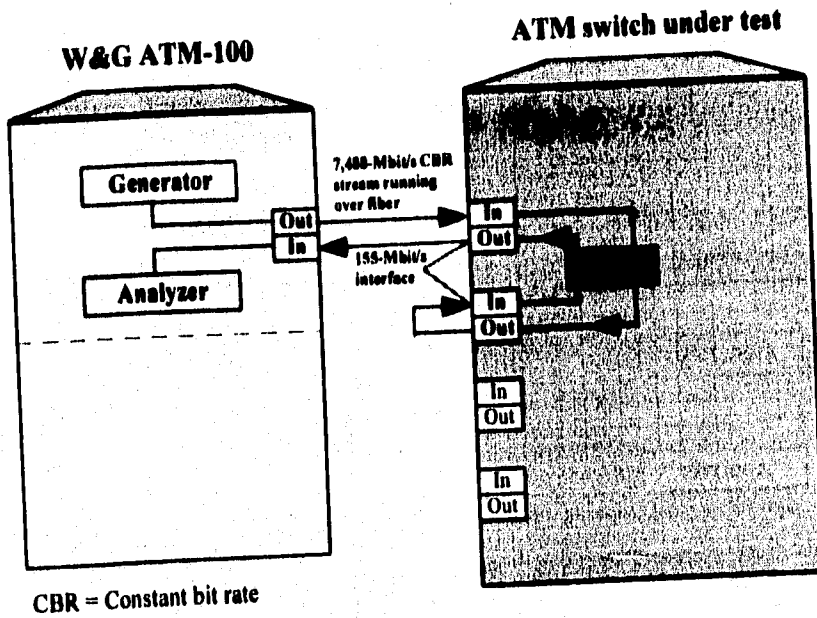 ATM switch under test
W&G ATM-100
Generator
Analyzer
Out
In
7,488-Mbit/s CBR
stream running
over fiber
155-Mbit/s
interface
In
Out
In
Out
In
Out
In
Out
CBR = Constant bit rate